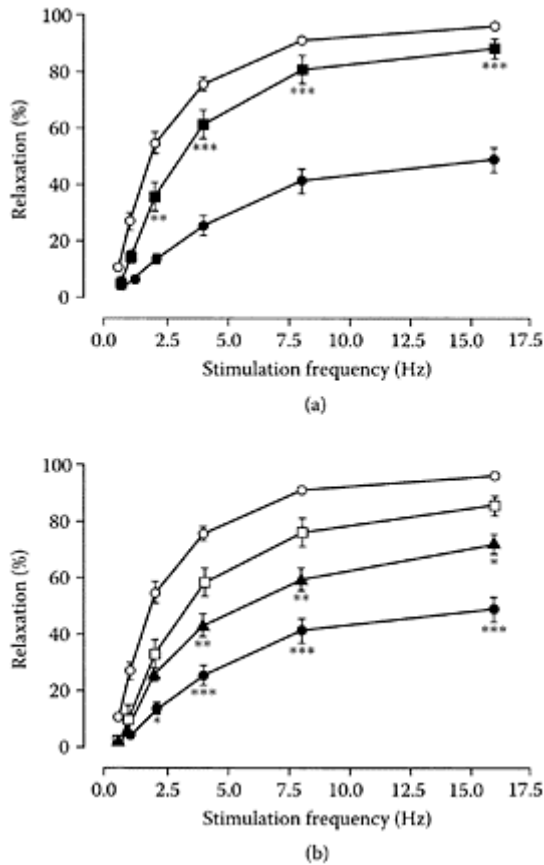 100
80
60
40
20
0
Relaxation (%)
**
***
***
***
0.0 2.5 5.0 7.5 10.0 12.5 15.0 17.5
Stimulation frequency (Hz)
(a)
100
80
60
40
20
0
Relaxation (%)
*
**
***
**
***
*
***
0.0 2.5 5.0 7.5 10.0 12.5 15.0 17.5
Stimulation frequency (Hz)
(b)